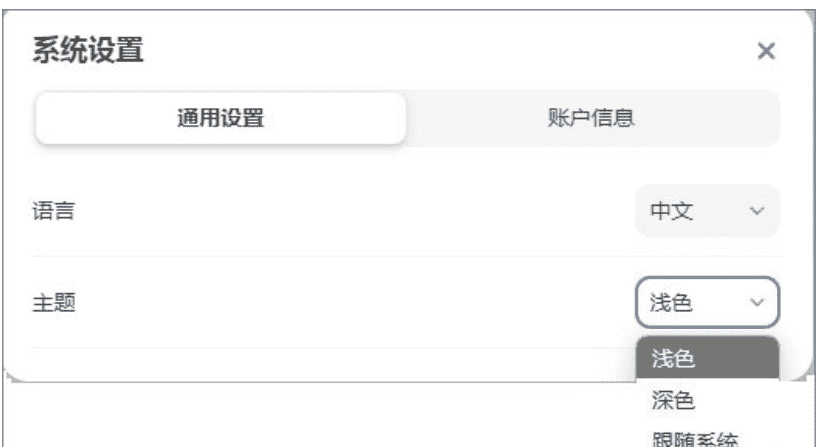 系统设置
通用设置 账户信息
语言 中文
主题 浅色
浅色
深色
跟随系统